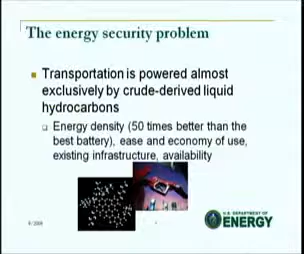 The energy security problem
Transportation is powered almost
exclusively by crude-derived liquid
hydrocarbons
Energy density (50 times better than the
best battery), ease and economy of use,
existing infrastructure, availability
U.S. DEPARTMENT OF
ENERGY